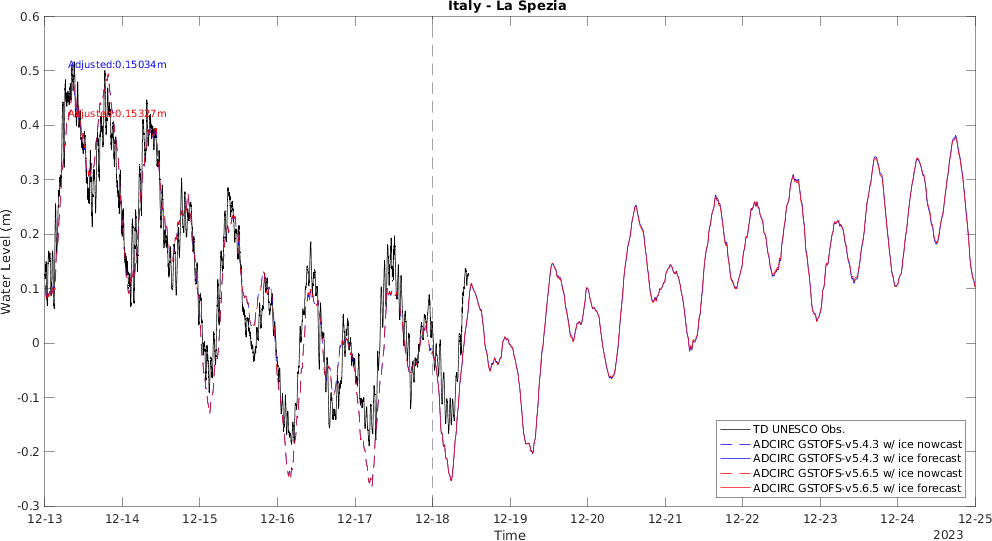 Italy - La Spezia
Water Level (m)
0.6
0.5
0.4
0.3
0.2
0.1
0
-0.1
-0.2
-0.3
Adjusted:0.15034m
Adjusted:0.15327m
TD UNESCO Obs.
ADCIRC GSTOFS-v5.4.3 w/ ice nowcast
ADCIRC GSTOFS-v5.4.3 w/ ice forecast
ADCIRC GSTOFS-v5.6.5 w/ ice nowcast
ADCIRC GSTOFS-v5.6.5 w/ ice forecast
12-13 12-14 12-15 12-16 12-17 12-18 12-19 12-20 12-21 12-22 12-23 12-24 12-25
Time
2023